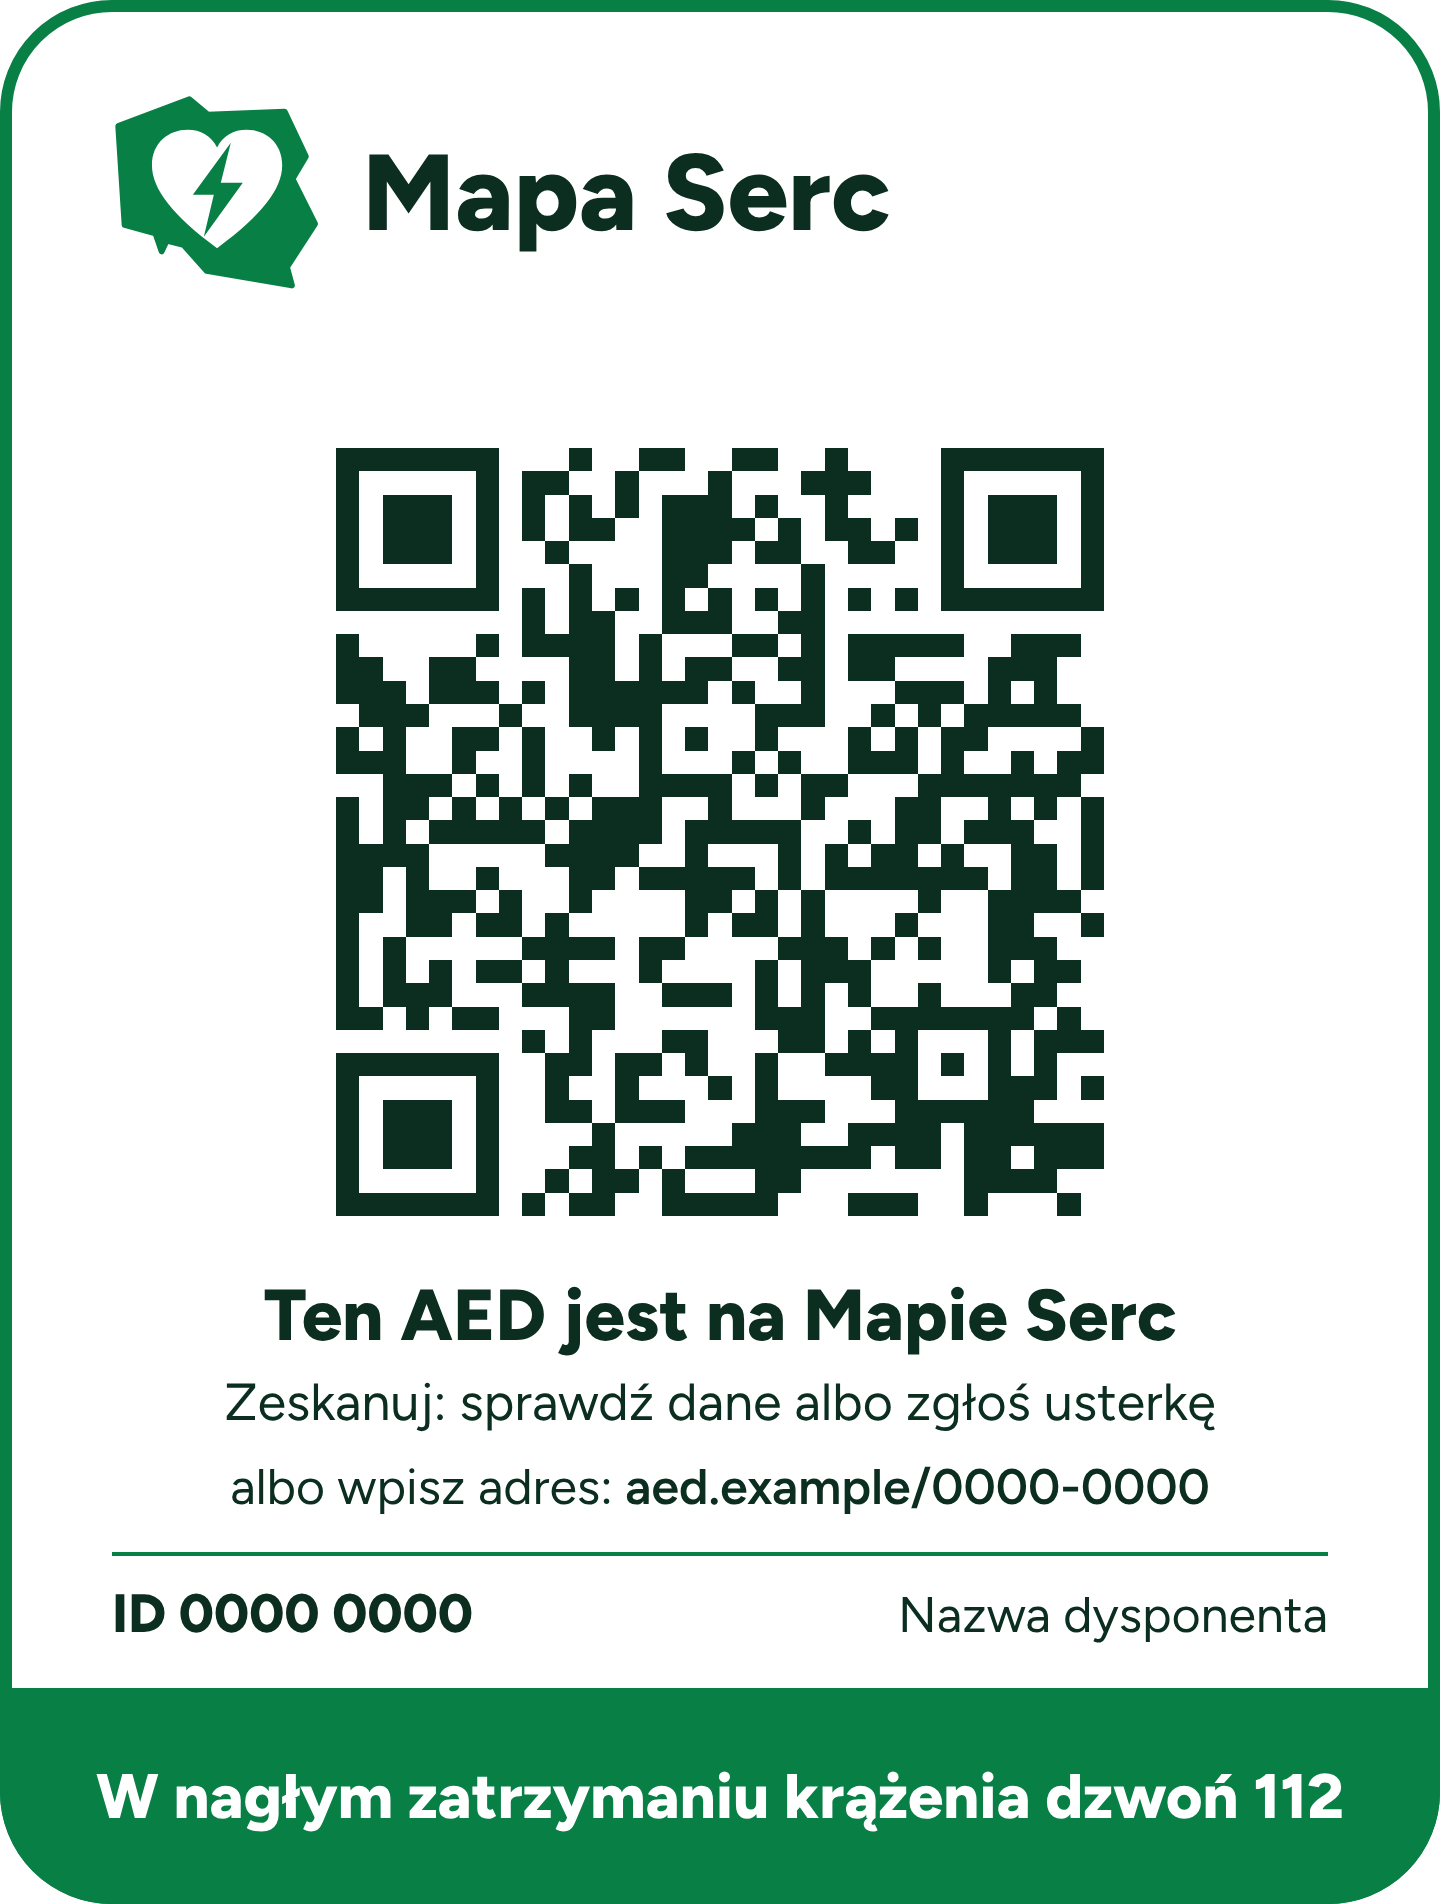 Mapa Serc
Ten AED jest na Mapie Serc
Zeskanuj: sprawdź dane albo zgłoś usterkę
albo wpisz adres: aed.example/0000-0000
ID 0000 0000
Nazwa dysponenta
W nagłym zatrzymaniu krążenia dzwoń 112